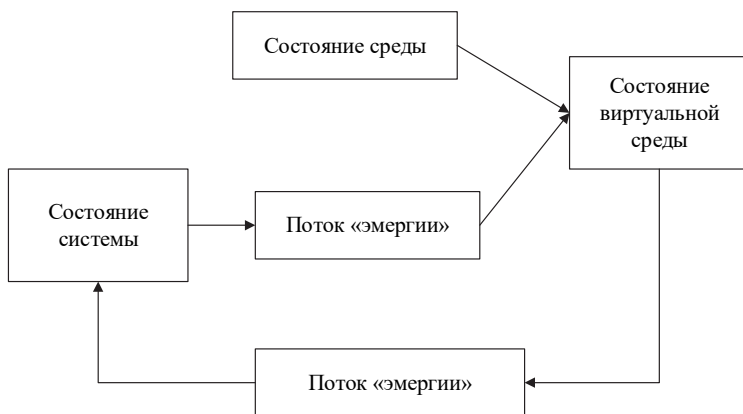 Состояние среды
Состояние
виртуальной
среды
Состояние
системы
Поток «эмергии»
Поток «эмергии»